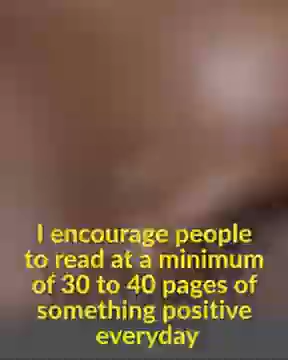 I encourage people
to read at a minimum
of 30 to 40 pages of
something positive
everyday